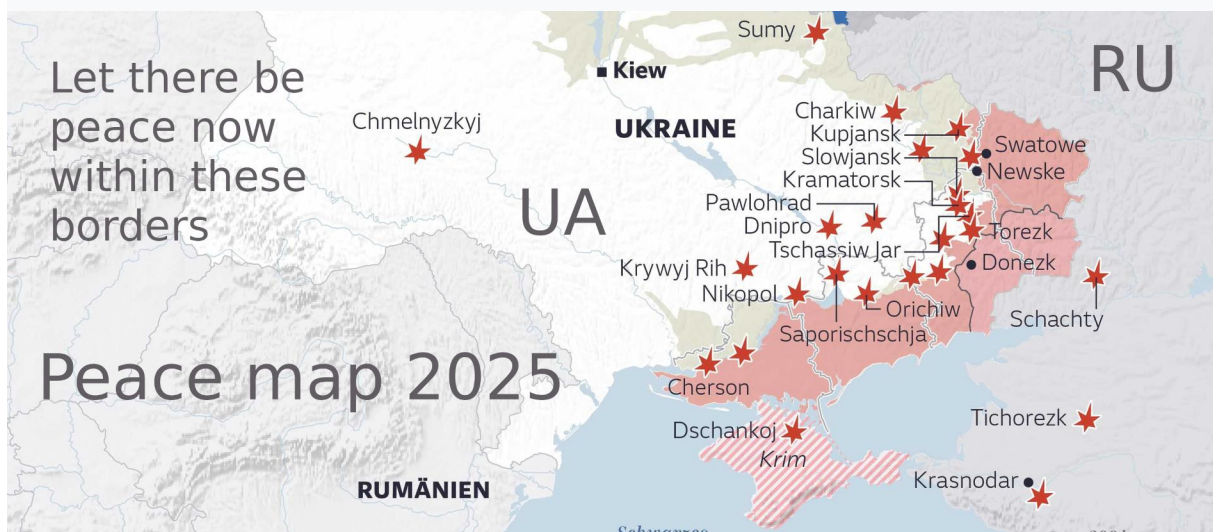 Sumy
RU
Kiew
Let there be
peace now
within these
borders
Chmelnyzkyj
UKRAINE
Charkiw
Kupjansk
Slowjansk
Kramatorsk
Swatowe
Newske
UA
Pawlohrad
Dnipro
Tschassiw Jar
Torezk
Donezk
Krywyj Rih
Nikopol
Orichiw
Saporischschja
Schachty
Peace map 2025
Cherson
Dschankoj
Krim
Tichorezk
Krasnodar
RUMÄNIEN
Schwarzes